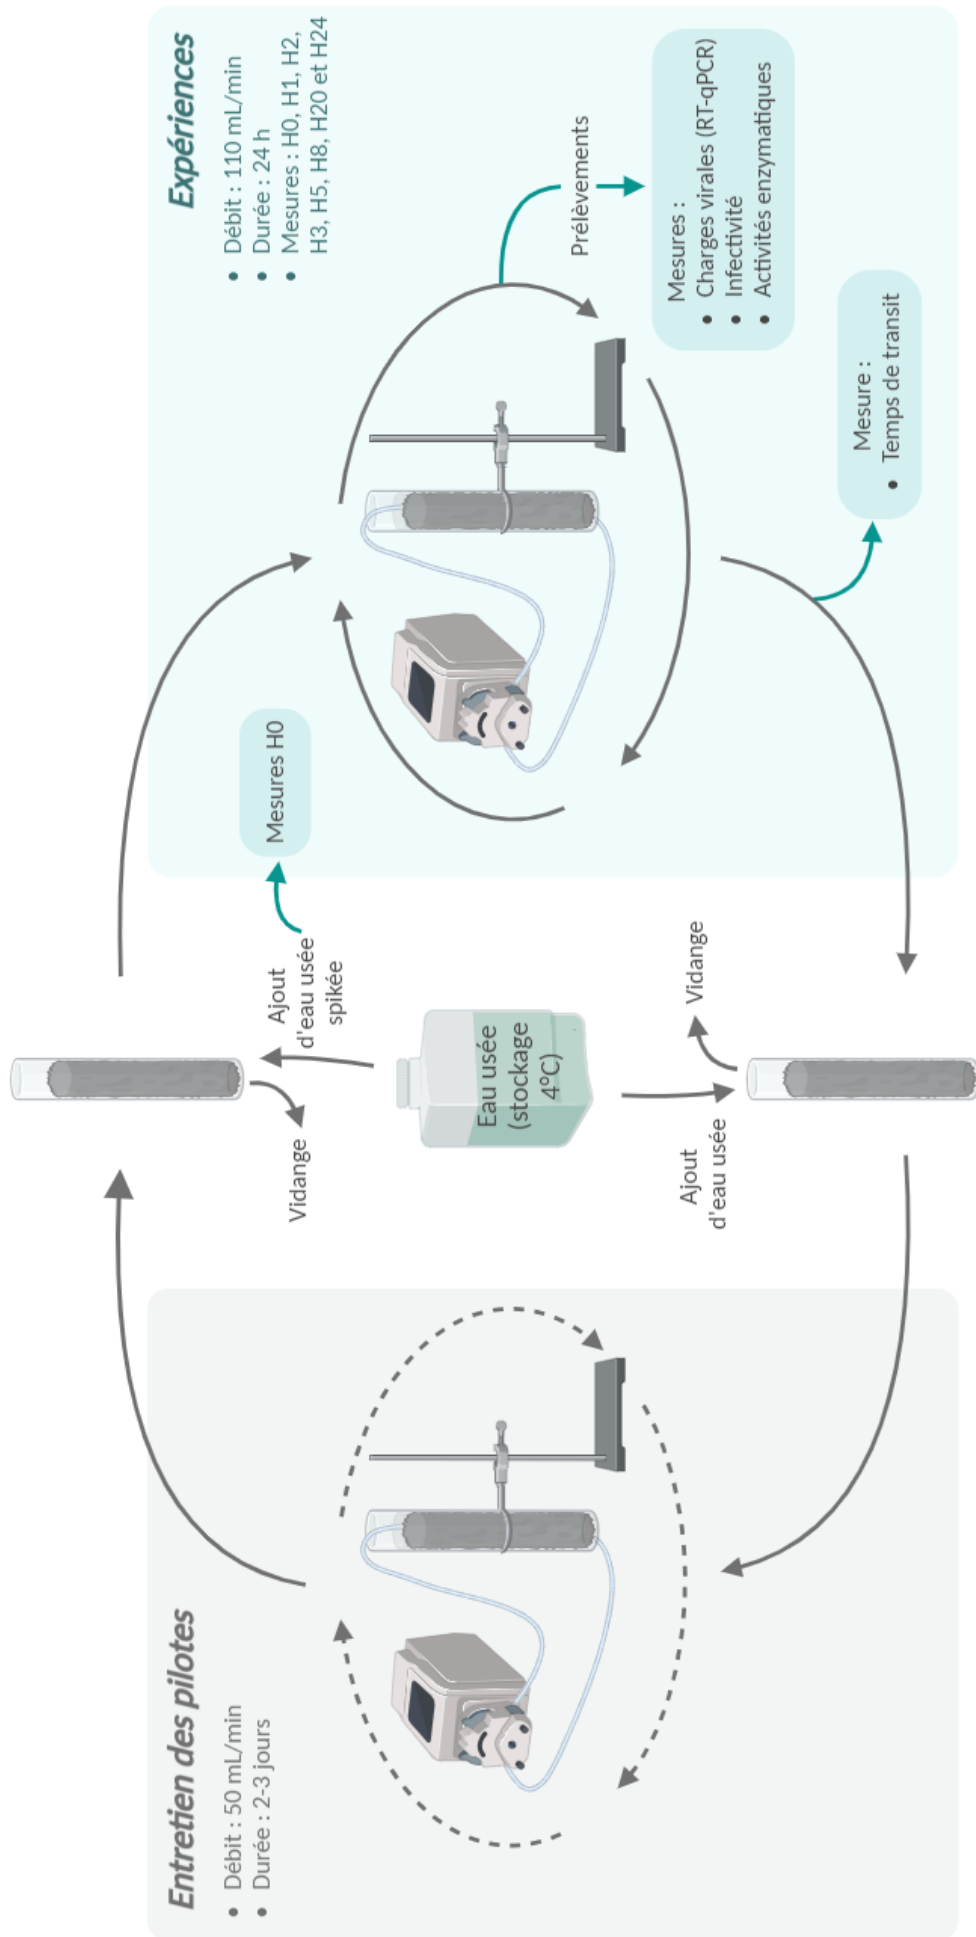 Entretien des pilotes
• Débit : 50 mL/min
• Durée : 2-3 jours
Vidange
Ajout
d'eau usée
spikée
Mesures H0
Eau usée
(stockage
4°C)
Ajout
d'eau usée
Vidange
Expériences
• Débit : 110 mL/min
• Durée : 24 h
• Mesures : H0, H1, H2,
H3, H5, H8, H20 et H24
Prélèvements
Mesures :
• Charges virales (RT-qPCR)
• Infectivité
• Activités enzymatiques
Mesure :
• Temps de transit